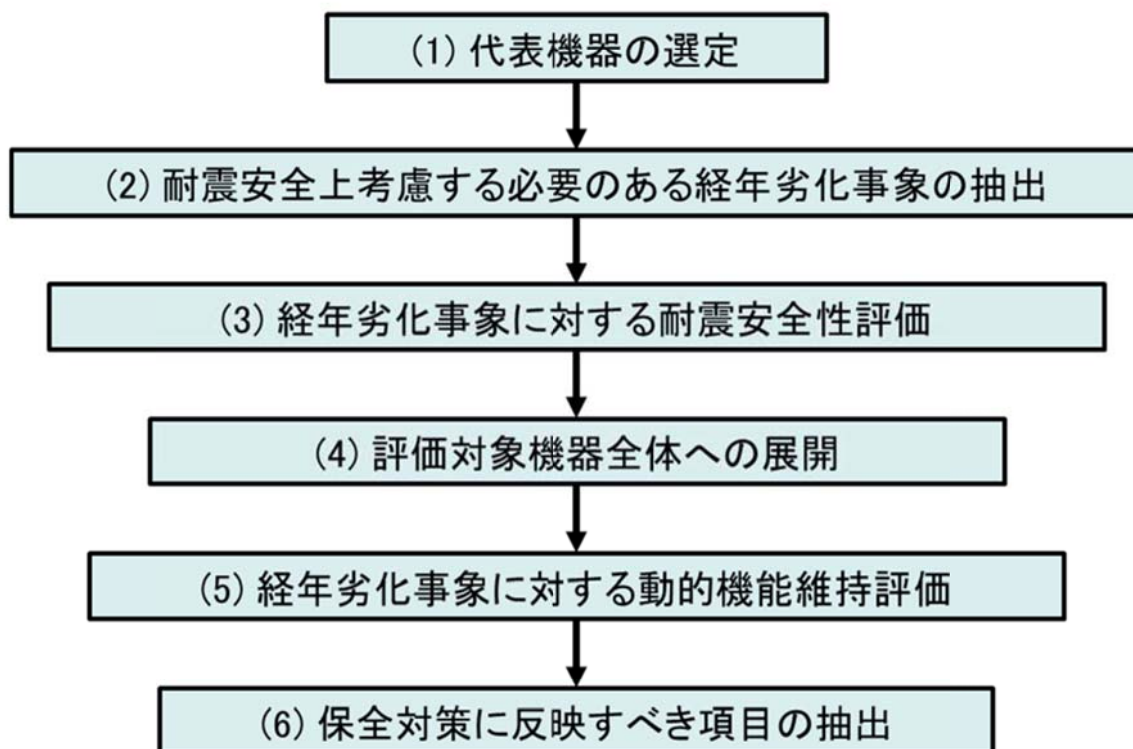 (1) 代表機器の選定
(2) 耐震安全上考慮する必要のある経年劣化事象の抽出
(3) 経年劣化事象に対する耐震安全性評価
(4) 評価対象機器全体への展開
(5) 経年劣化事象に対する動的機能維持評価
(6) 保全対策に反映すべき項目の抽出